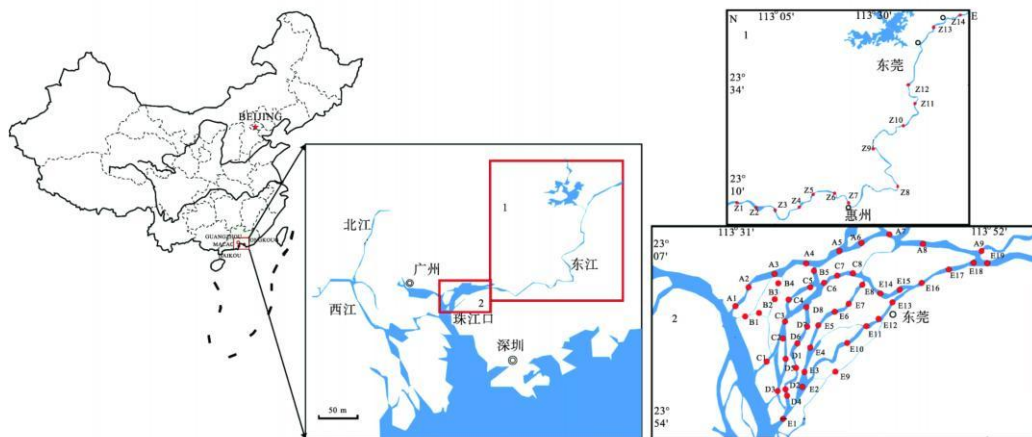 BEIJING
GUANGZHOU
MACAO
HAIKOU
北江
广州
西江
珠江口
东江
深圳
1
2
50 m
N
113°05′
113°30′
E
1
23°
34′
23°
10′
东莞
惠州
Z1
Z2
Z3
Z4
Z5
Z6
Z7
Z8
Z9
Z10
Z11
Z12
Z13
Z14
113°31′
113°52′
23°
07′
2
23°
54′
东莞
A1
A2
A3
A4
A5
A6
A7
A8
A9
B1
B2
B3
B4
B5
C1
C2
C3
C4
C5
C6
C7
C8
D1
D2
D3
D4
D5
D6
D7
D8
E1
E2
E3
E4
E5
E6
E7
E8
E9
E10
E11
E12
E13
E14
E15
E16
E17
E18
E19